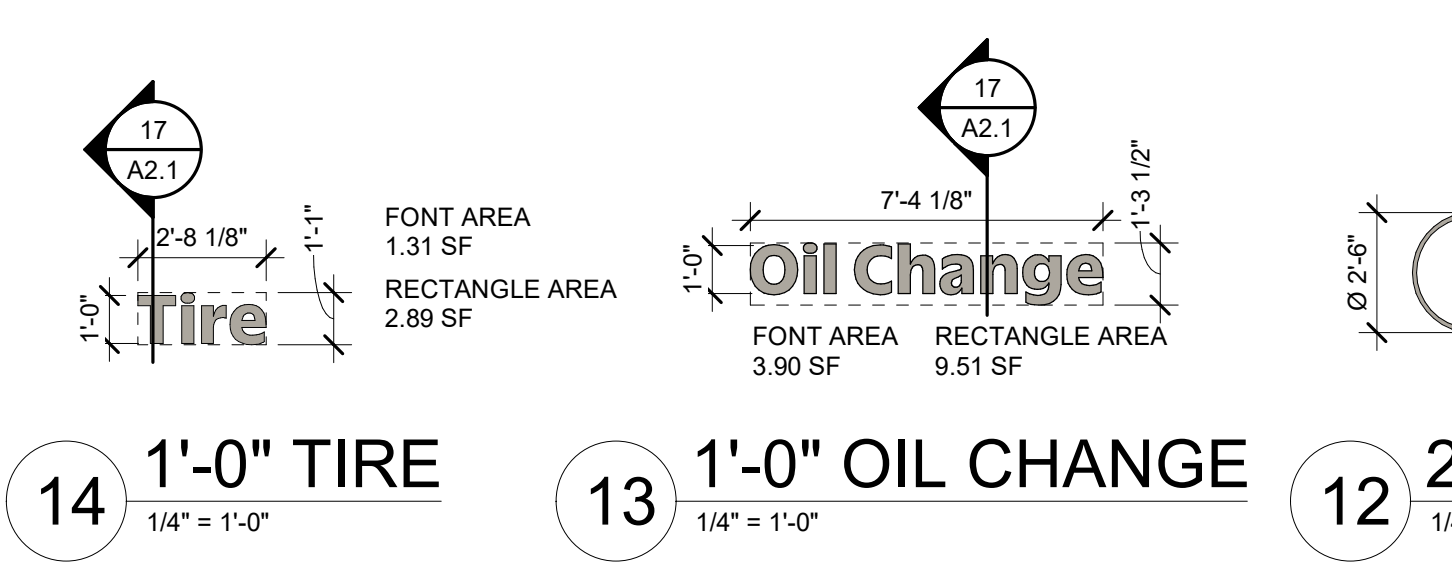 17
A2.1
2'-8 1/8"
1'-1"
1'-0"
Tire
FONT AREA
1.31 SF
RECTANGLE AREA
2.89 SF
14
1'-0" TIRE
1/4" = 1'-0"
17
A2.1
7'-4 1/8"
1'-3 1/2"
1'-0"
Oil Change
FONT AREA
3.90 SF
RECTANGLE AREA
9.51 SF
13
1'-0" OIL CHANGE
1/4" = 1'-0"
Ø 2'-6"
12